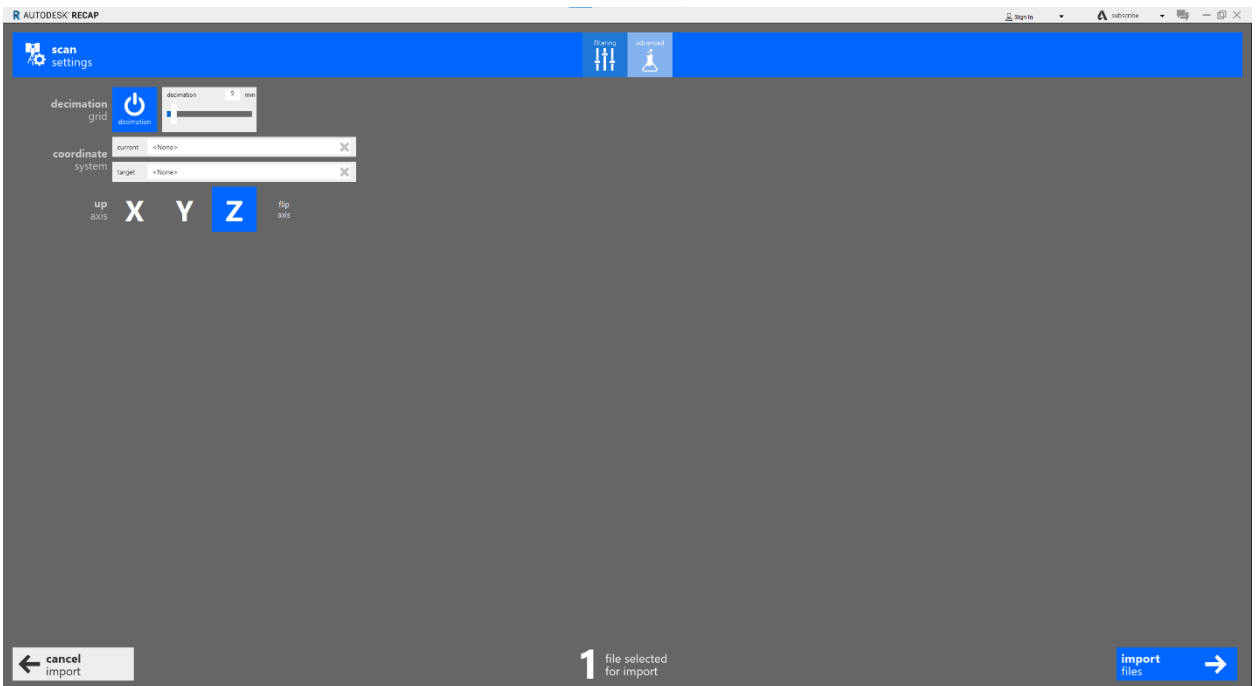 R AUTODESK® RECAP
Sign In
subscribe
scan
settings
filtering
advanced
decimation
grid
decimation
decimation 5 mm
coordinate
system
current <None>
target <None>
up
axis
X Y Z
flip
axis
cancel
import
1
file selected
for import
import
files